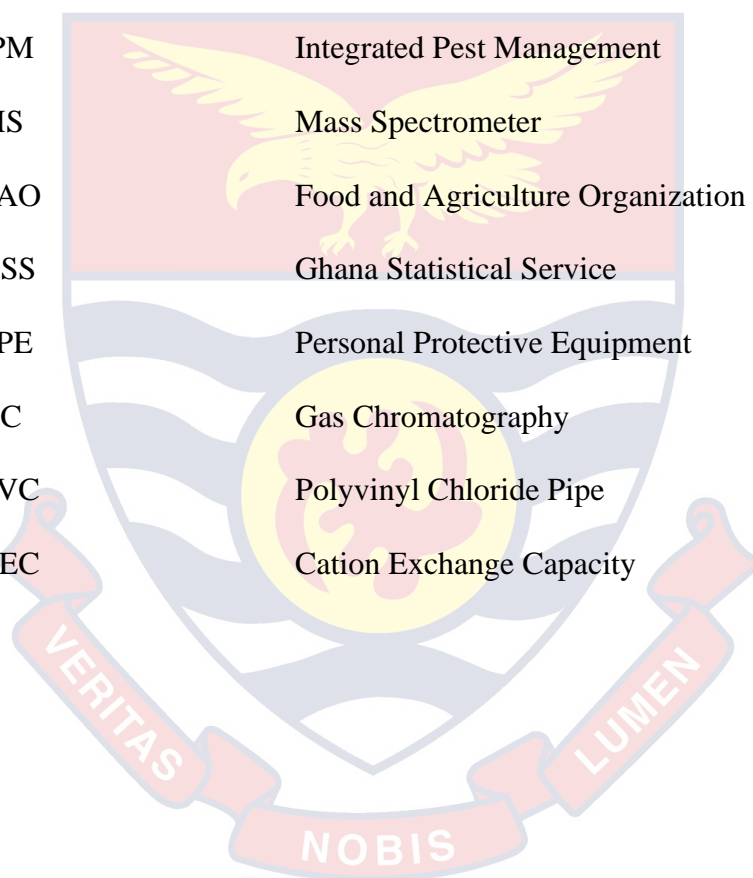 PM Integrated Pest Management
MS Mass Spectrometer
AO Food and Agriculture Organization
SS Ghana Statistical Service
PE Personal Protective Equipment
C Gas Chromatography
VC Polyvinyl Chloride Pipe
EC Cation Exchange Capacity
VERITAS
NOBIS
LUMEN